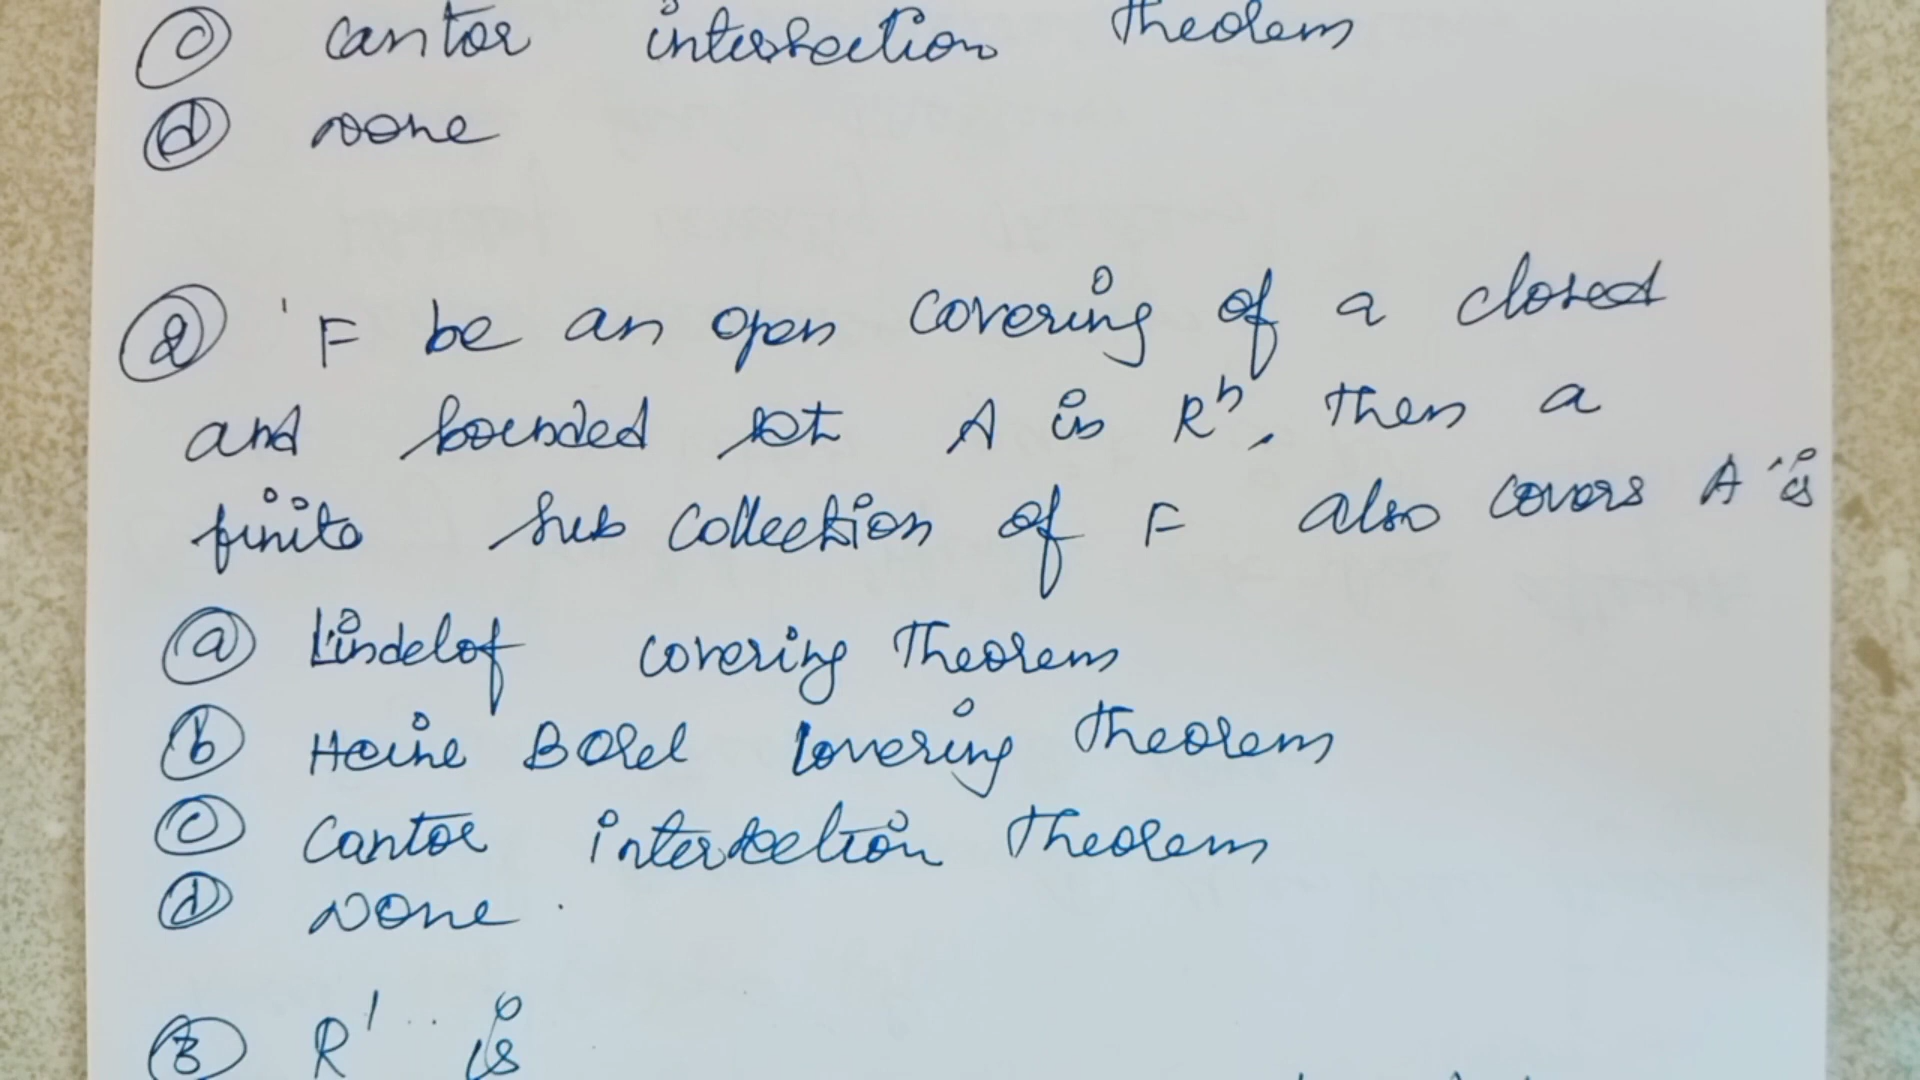 c cantor intersection Theorem
d none
2 'F be an open covering of a closed
and bounded set A in Rⁿ, then a
finite sub collection of F also covers A' is
a Lindelof covering Theorem
b Heine Borel covering Theorem
c Cantor intersection Theorem
d None.
3 R' is